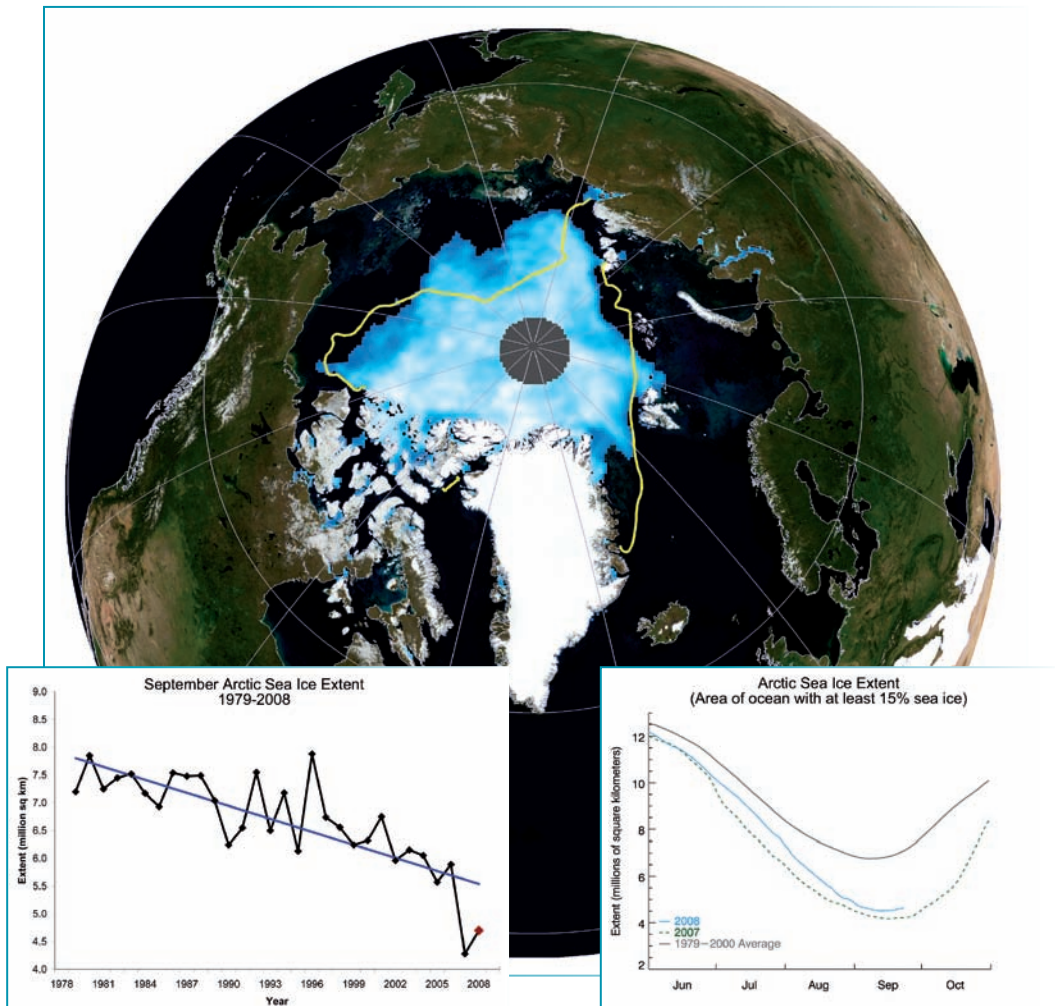 September Arctic Sea Ice Extent
1979-2008
9.0
8.5
8.0
7.5
7.0
6.5
6.0
5.5
5.0
4.5
4.0
Extent (million sq km)
1978 1981 1984 1987 1990 1993 1996 1999 2002 2005 2008
Year
Arctic Sea Ice Extent
(Area of ocean with at least 15% sea ice)
12
10
8
6
4
2
Extent (millions of square kilometers)
2008
2007
1979–2000 Average
Jun Jul Aug Sep Oct